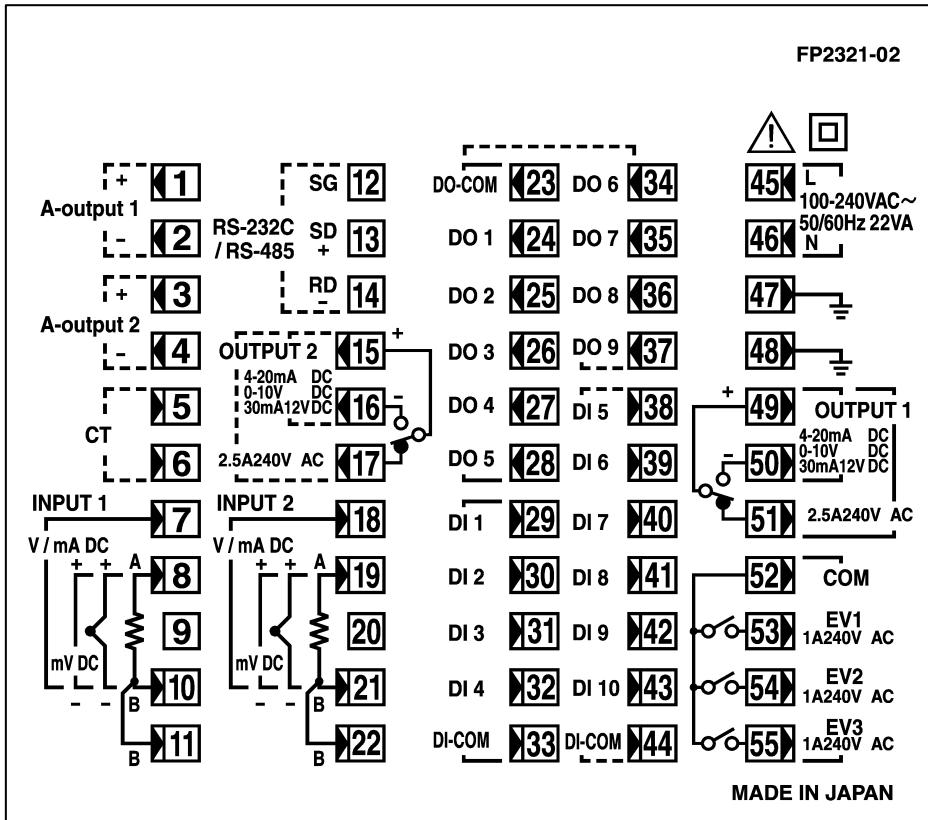 FP2321-02
+ 1
A-output 1
- 2
+ 3
A-output 2
- 4
5
CT
6
INPUT 1
7
V / mA DC
+ + A 8
9
mV DC
10
- - B
11
B
SG 12
RS-232C
/ RS-485
SD 13
+
RD 14
-
OUTPUT 2 15 +
4-20mA DC
0-10V DC
30mA12V DC
16 -
2.5A240V AC 17
INPUT 2
18
V / mA DC
+ + A 19
20
mV DC
21
- - B
22
B
DO-COM 23
DO 1 24
DO 2 25
DO 3 26
DO 4 27
DO 5 28
DI 1 29
DI 2 30
DI 3 31
DI 4 32
DI-COM 33
DO 6 34
DO 7 35
DO 8 36
DO 9 37
DI 5 38
DI 6 39
DI 7 40
DI 8 41
DI 9 42
DI 10 43
DI-COM 44
!
45 L
100-240VAC~
50/60Hz 22VA
46 N
47
48
+ 49 OUTPUT 1
4-20mA DC
0-10V DC
30mA12V DC
- 50
51 2.5A240V AC
52 COM
53 EV1
1A240V AC
54 EV2
1A240V AC
55 EV3
1A240V AC
MADE IN JAPAN